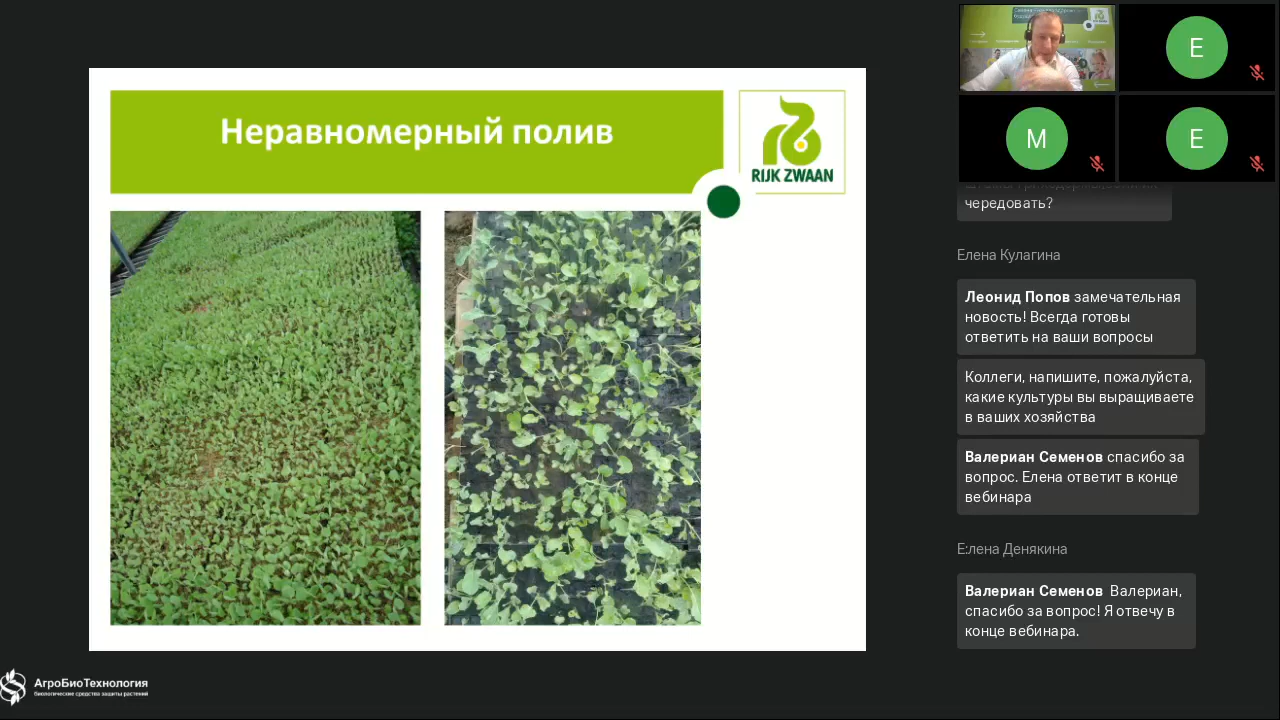 Неравномерный полив
RIJK ZWAAN
E
M
E
чередовать?
Елена Кулагина
Леонид Попов замечательная
новость! Всегда готовы
ответить на ваши вопросы
Коллеги, напишите, пожалуйста,
какие культуры вы выращиваете
в ваших хозяйства
Валериан Семенов спасибо за
вопрос. Елена ответит в конце
вебинара
Е:лена Денякина
Валериан Семенов Валериан,
спасибо за вопрос! Я отвечу в
конце вебинара.
АгроБиоТехнология
биологические средства защиты растений